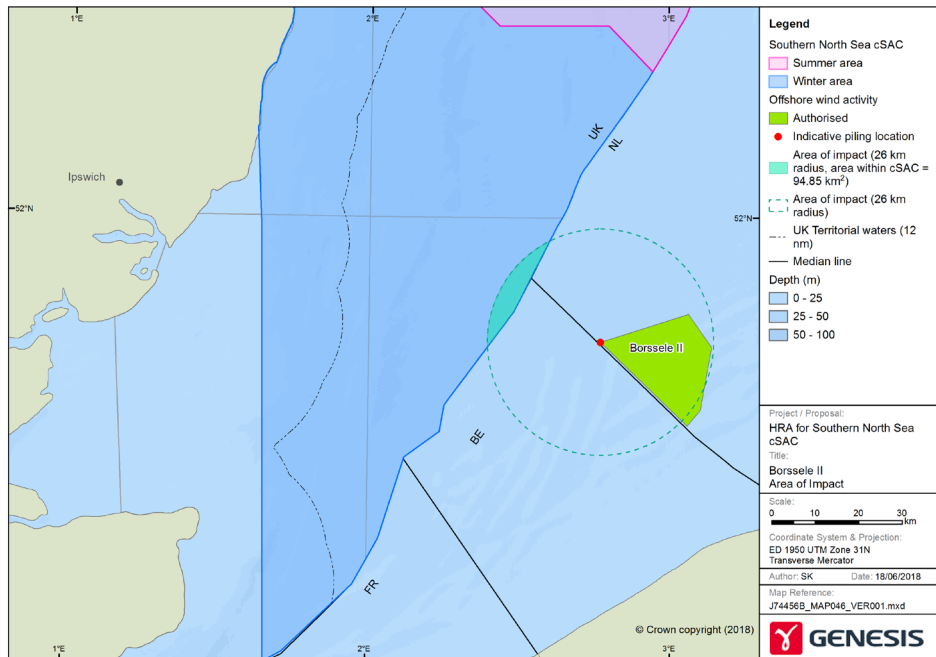 1°E
2°E
3°E
Ipswich
52°N
52°N
UK
NL
Borssele II
BE
FR
1°E
2°E
3°E
© Crown copyright (2018)
Legend
Southern North Sea cSAC
Summer area
Winter area
Offshore wind activity
Authorised
Indicative piling location
Area of impact (26 km
radius, area within cSAC =
94.85 km²)
Area of impact (26 km
radius)
UK Territorial waters (12
nm)
Median line
Depth (m)
0 - 25
25 - 50
50 - 100
Project / Proposal:
HRA for Southern North Sea
cSAC
Title:
Borssele II
Area of Impact
Scale:
0 10 20 30
km
Coordinate System & Projection:
ED 1950 UTM Zone 31N
Transverse Mercator
Author: SK Date: 18/06/2018
Map Reference:
J74456B_MAP046_VER001.mxd
GENESIS